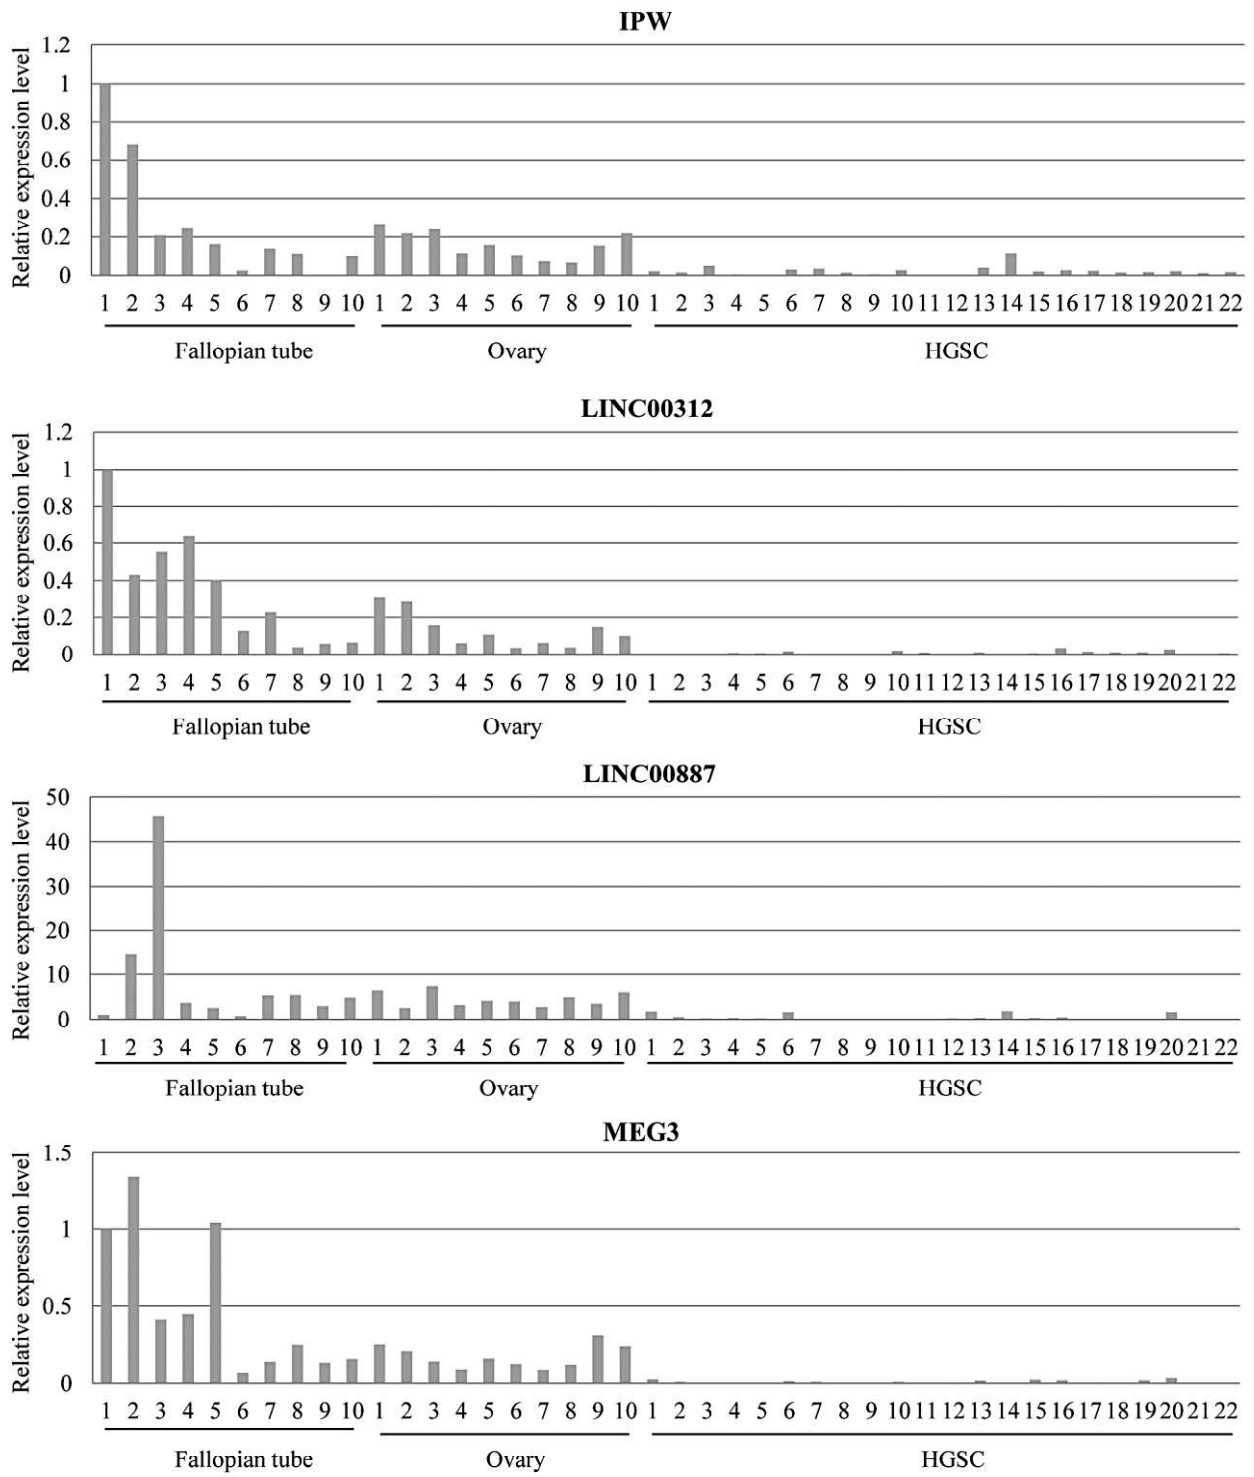 IPW
Relative expression level
1.2
1
0.8
0.6
0.4
0.2
0
1 2 3 4 5 6 7 8 9 10 1 2 3 4 5 6 7 8 9 10 1 2 3 4 5 6 7 8 9 10 11 12 13 14 15 16 17 18 19 20 21 22
Fallopian tube Ovary HGSC
LINC00312
Relative expression level
1.2
1
0.8
0.6
0.4
0.2
0
1 2 3 4 5 6 7 8 9 10 1 2 3 4 5 6 7 8 9 10 1 2 3 4 5 6 7 8 9 10 11 12 13 14 15 16 17 18 19 20 21 22
Fallopian tube Ovary HGSC
LINC00887
Relative expression level
50
40
30
20
10
0
1 2 3 4 5 6 7 8 9 10 1 2 3 4 5 6 7 8 9 10 1 2 3 4 5 6 7 8 9 10 11 12 13 14 15 16 17 18 19 20 21 22
Fallopian tube Ovary HGSC
MEG3
Relative expression level
1.5
1
0.5
0
1 2 3 4 5 6 7 8 9 10 1 2 3 4 5 6 7 8 9 10 1 2 3 4 5 6 7 8 9 10 11 12 13 14 15 16 17 18 19 20 21 22
Fallopian tube Ovary HGSC